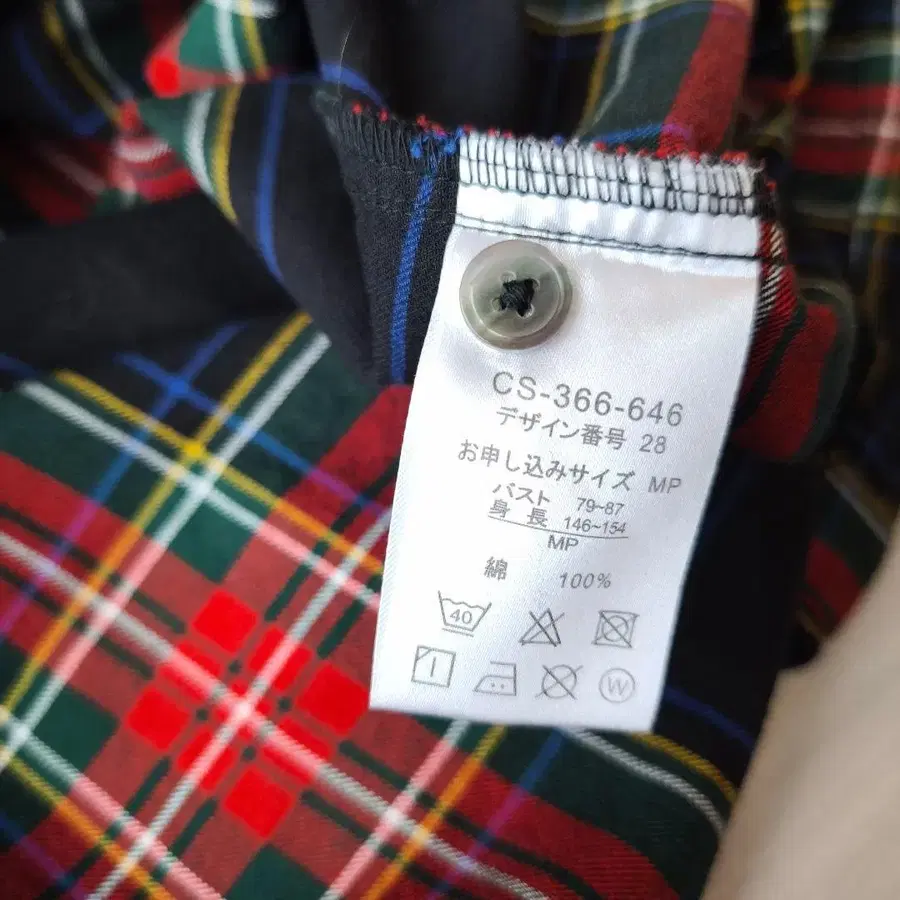 CS-366-646
デザイン番号 28
お申し込みサイズ MP
バスト 79~87
身長 146~154
MP
綿 100%
40
W